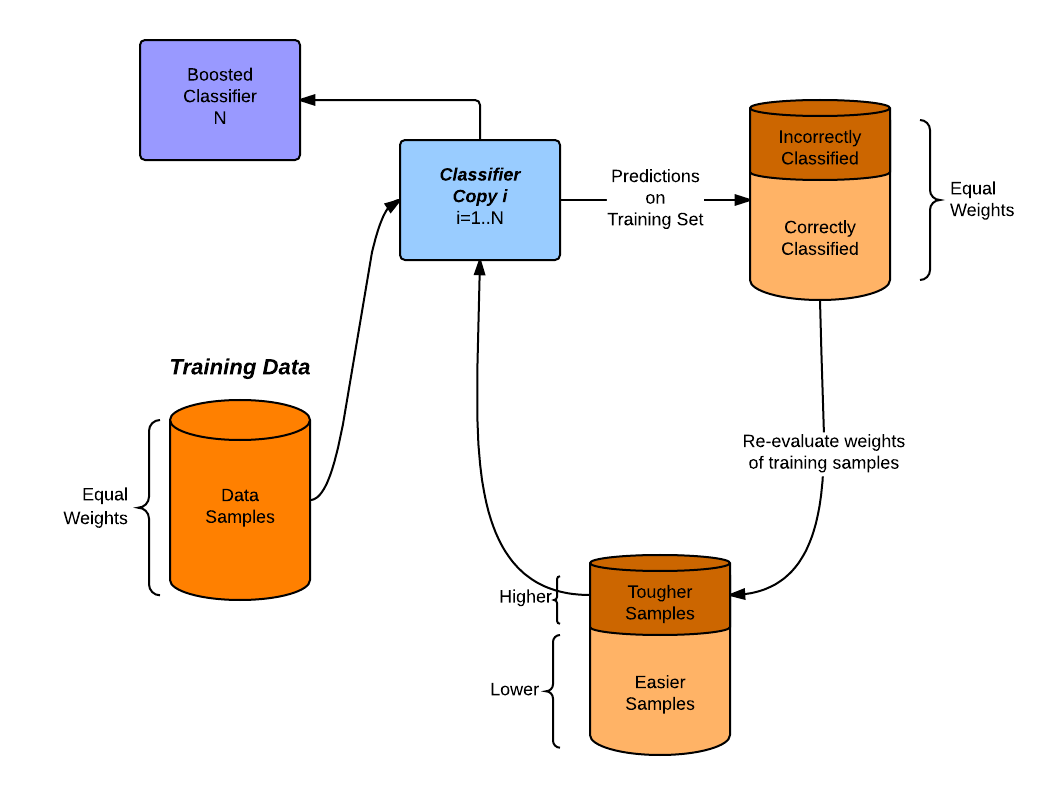 Boosted
Classifier
N
Classifier
Copy i
i=1..N
Predictions
on
Training Set
Incorrectly
Classified
Correctly
Classified
Equal
Weights
Training Data
Equal
Weights
Data
Samples
Re-evaluate weights
of training samples
Higher
Tougher
Samples
Lower
Easier
Samples